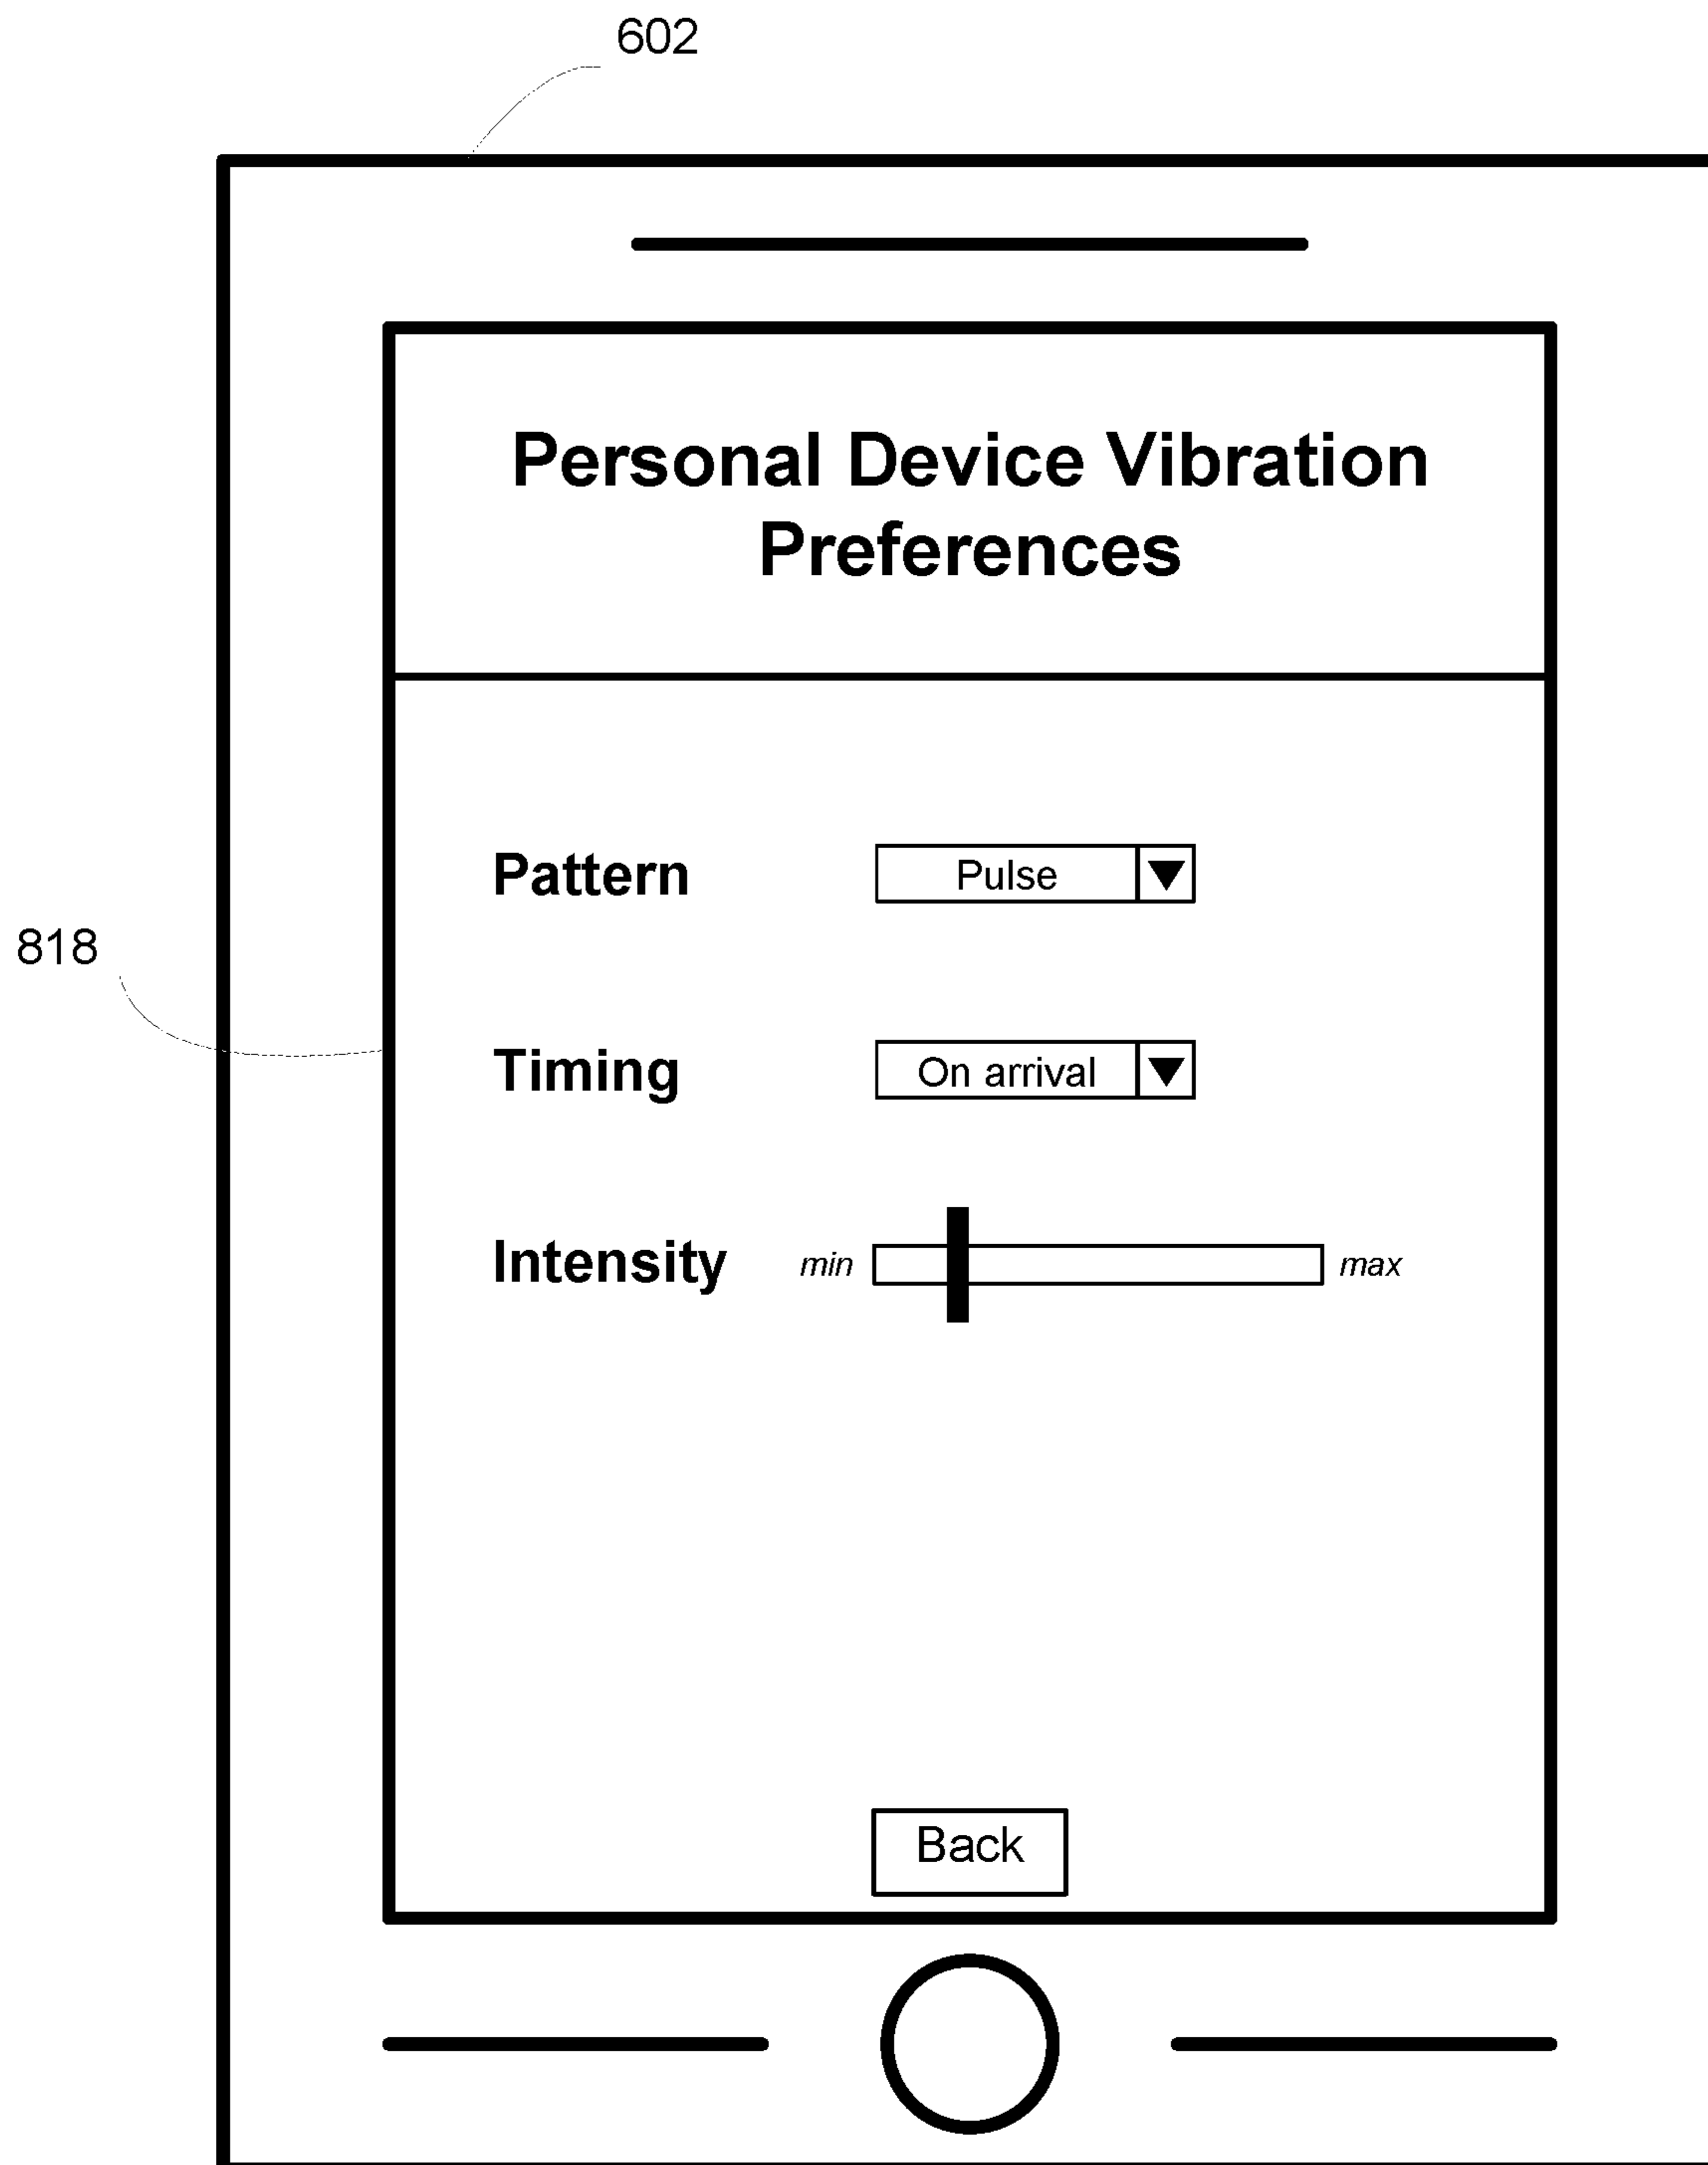 602
Personal Device Vibration
Preferences
Pattern Pulse
818
Timing On arrival
Intensity min max
Back